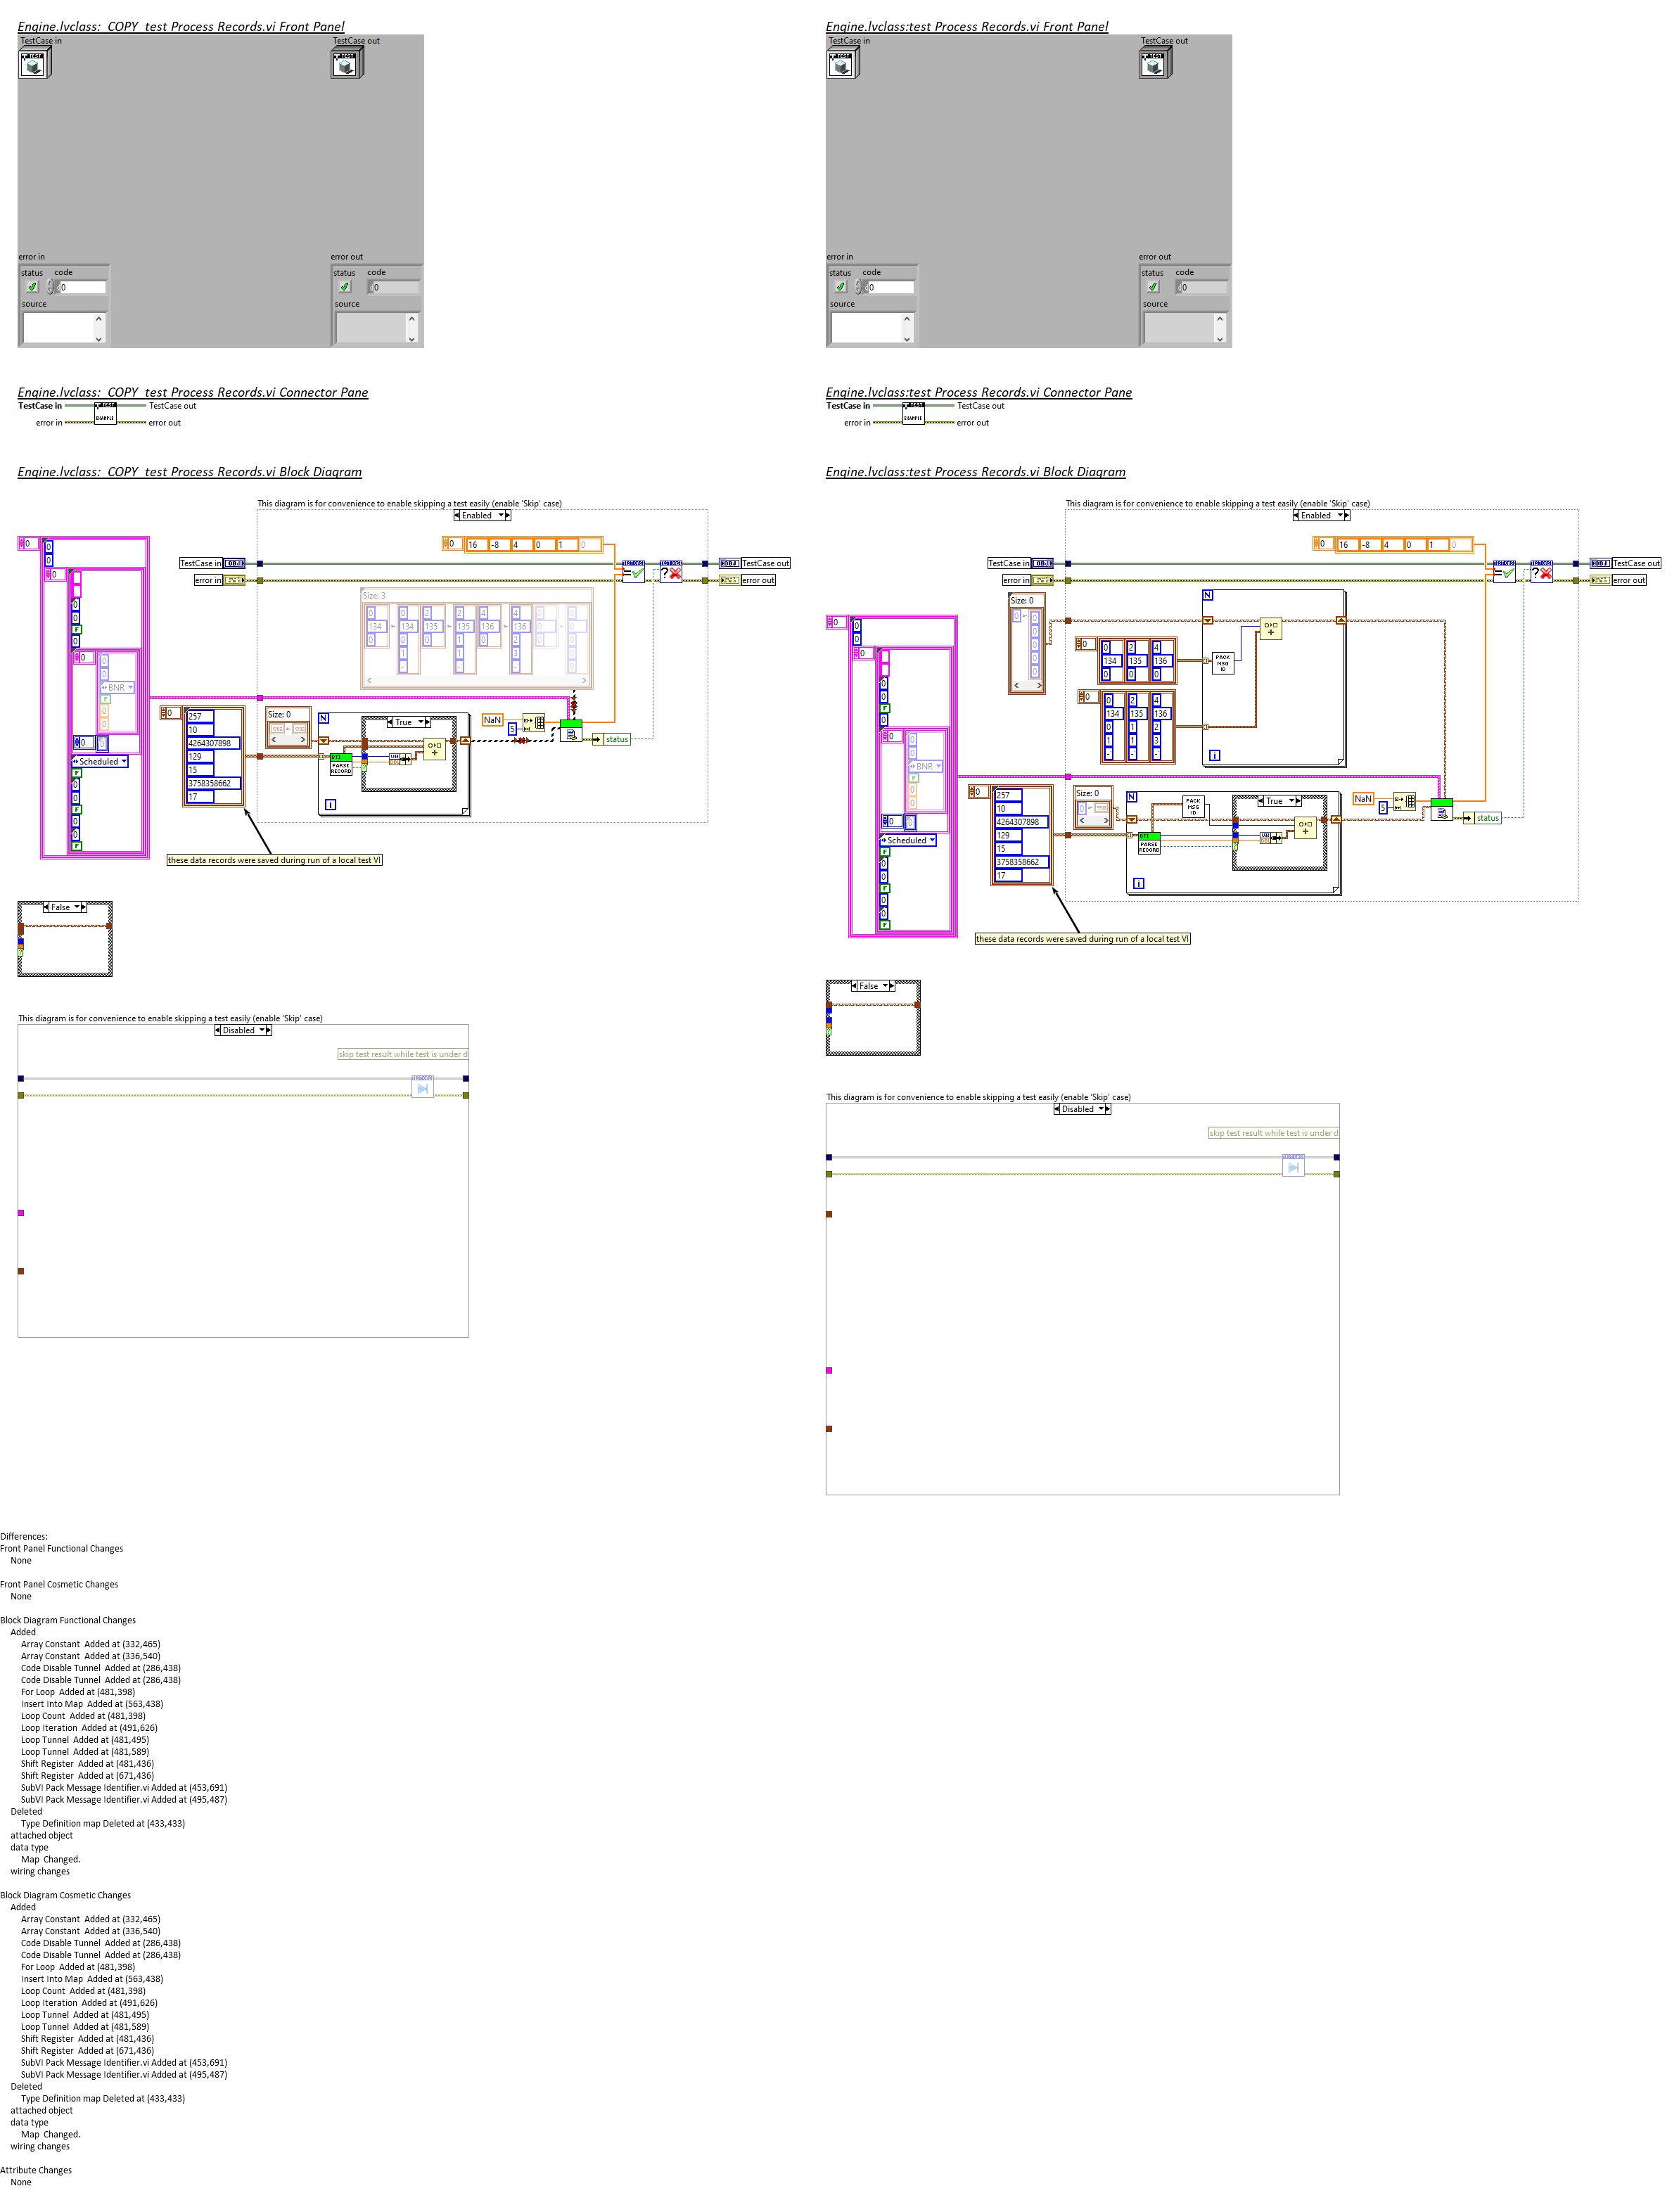 Engine.lvclass:_COPY_test Process Records.vi Front Panel
TestCase in
TestCase out
TEST
TEST
error in
error out
status code
0
source
status code
0
source
Engine.lvclass:_COPY_test Process Records.vi Connector Pane
TestCase in
TestCase out
TEST
EXAMPLE
error in
error out
Engine.lvclass:_COPY_test Process Records.vi Block Diagram
This diagram is for convenience to enable skipping a test easily (enable 'Skip' case)
Enabled
0 16 -8 4 0 1 0
TestCase in
OBJ
TestCase out
error in
error out
Size: 3
134 134 135 135 136 136
BNR
Scheduled
257
10
4264307898
129
15
3758358662
17
Size: 0
N
True
BTI
PARSE
RECORD
i
NaN
5
status
these data records were saved during run of a local test VI
False
This diagram is for convenience to enable skipping a test easily (enable 'Skip' case)
Disabled
skip test result while test is under d
Engine.lvclass:test Process Records.vi Front Panel
TestCase in
TestCase out
TEST
TEST
error in
error out
status code
0
source
status code
0
source
Engine.lvclass:test Process Records.vi Connector Pane
TestCase in
TestCase out
TEST
EXAMPLE
error in
error out
Engine.lvclass:test Process Records.vi Block Diagram
This diagram is for convenience to enable skipping a test easily (enable 'Skip' case)
Enabled
0 16 -8 4 0 1 0
TestCase in
OBJ
TestCase out
error in
error out
Size: 0
N
0 2 4
134 135 136
0 0 0
PACK
MSG
ID
0 2 4
134 135 136
0 1 2
1 1 3
- - -
i
BNR
Scheduled
257
10
4264307898
129
15
3758358662
17
Size: 0
N
PACK
MSG
ID
True
BTI
PARSE
RECORD
i
NaN
5
status
these data records were saved during run of a local test VI
False
This diagram is for convenience to enable skipping a test easily (enable 'Skip' case)
Disabled
skip test result while test is under d
Differences:
Front Panel Functional Changes
None
Front Panel Cosmetic Changes
None
Block Diagram Functional Changes
Added
Array Constant Added at (332,465)
Array Constant Added at (336,540)
Code Disable Tunnel Added at (286,438)
Code Disable Tunnel Added at (286,438)
For Loop Added at (481,398)
Insert Into Map Added at (563,438)
Loop Count Added at (481,398)
Loop Iteration Added at (491,626)
Loop Tunnel Added at (481,495)
Loop Tunnel Added at (481,589)
Shift Register Added at (481,436)
Shift Register Added at (671,436)
SubVI Pack Message Identifier.vi Added at (453,691)
SubVI Pack Message Identifier.vi Added at (495,487)
Deleted
Type Definition map Deleted at (433,433)
attached object
data type
Map Changed.
wiring changes
Block Diagram Cosmetic Changes
Added
Array Constant Added at (332,465)
Array Constant Added at (336,540)
Code Disable Tunnel Added at (286,438)
Code Disable Tunnel Added at (286,438)
For Loop Added at (481,398)
Insert Into Map Added at (563,438)
Loop Count Added at (481,398)
Loop Iteration Added at (491,626)
Loop Tunnel Added at (481,495)
Loop Tunnel Added at (481,589)
Shift Register Added at (481,436)
Shift Register Added at (671,436)
SubVI Pack Message Identifier.vi Added at (453,691)
SubVI Pack Message Identifier.vi Added at (495,487)
Deleted
Type Definition map Deleted at (433,433)
attached object
data type
Map Changed.
wiring changes
Attribute Changes
None